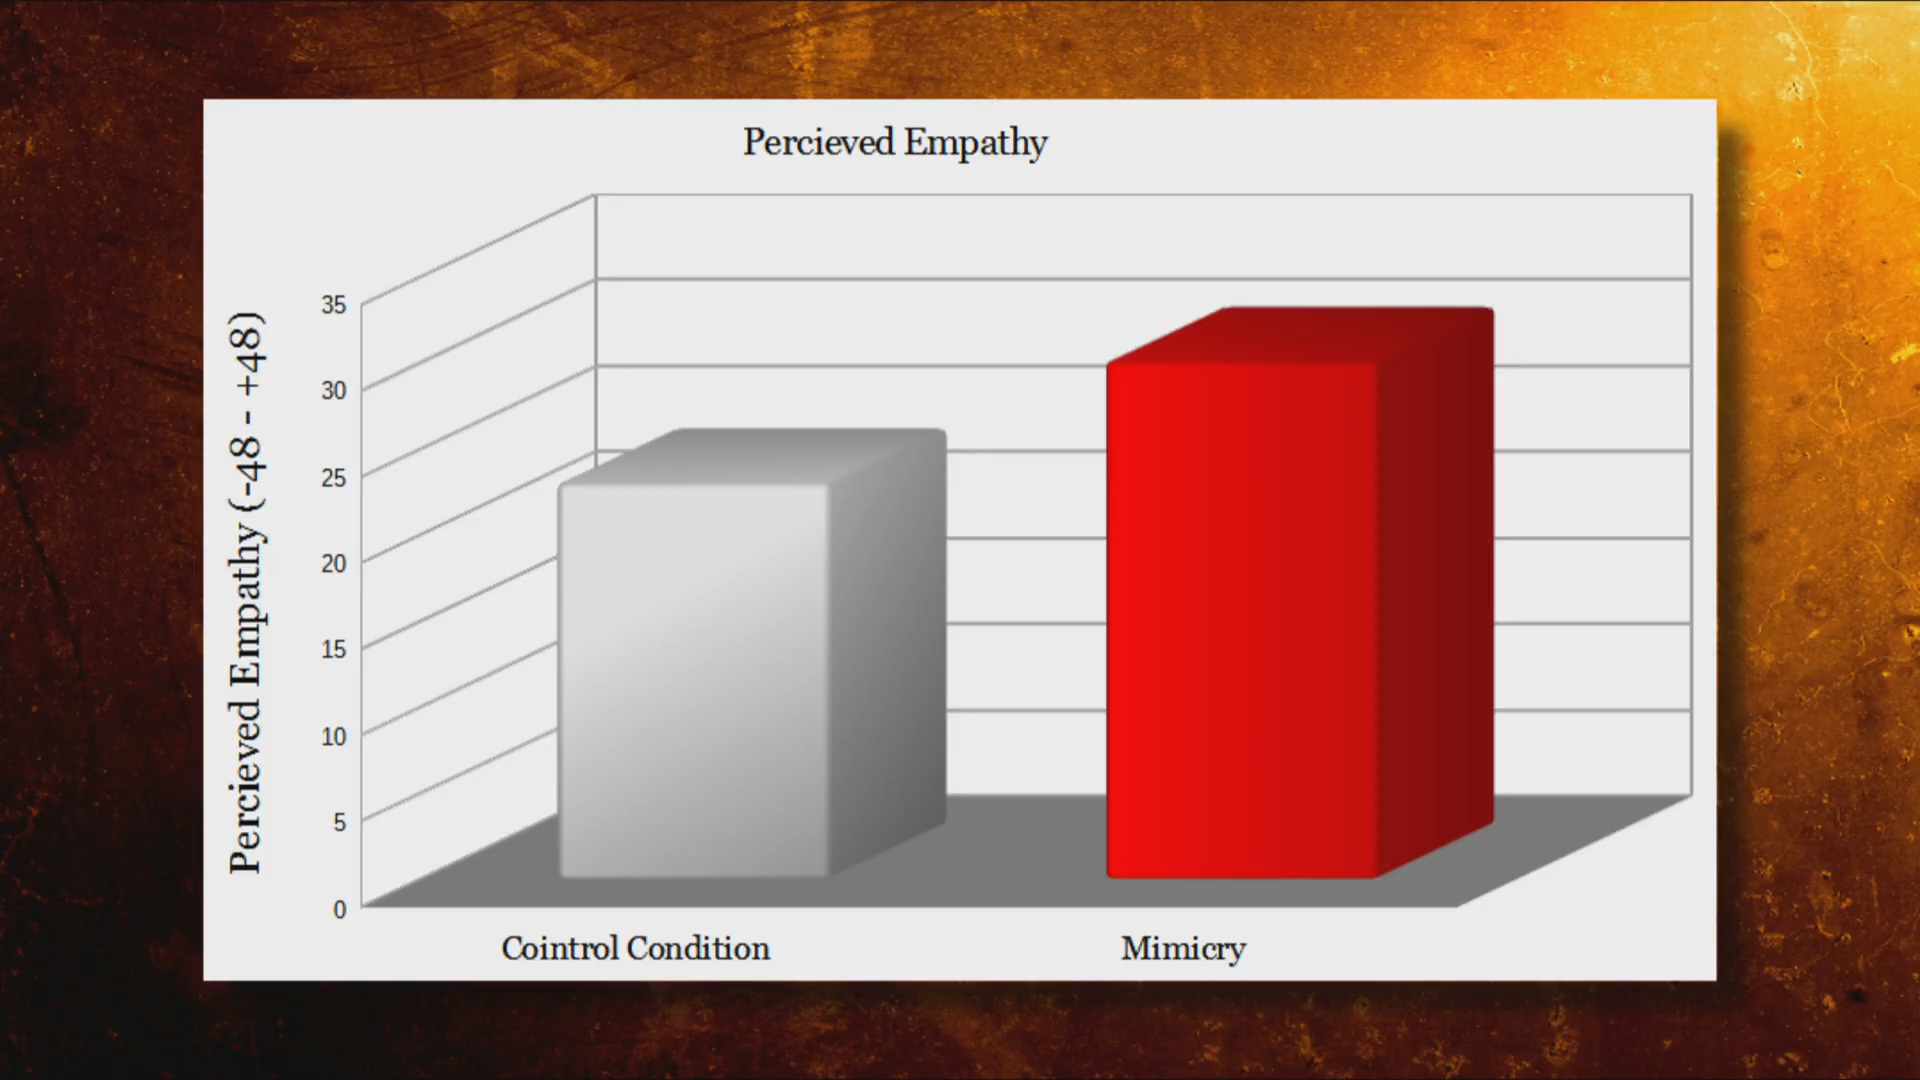 Percieved Empathy
Percieved Empathy (-48 - +48)
35
30
25
20
15
10
5
0
Cointrol Condition
Mimicry